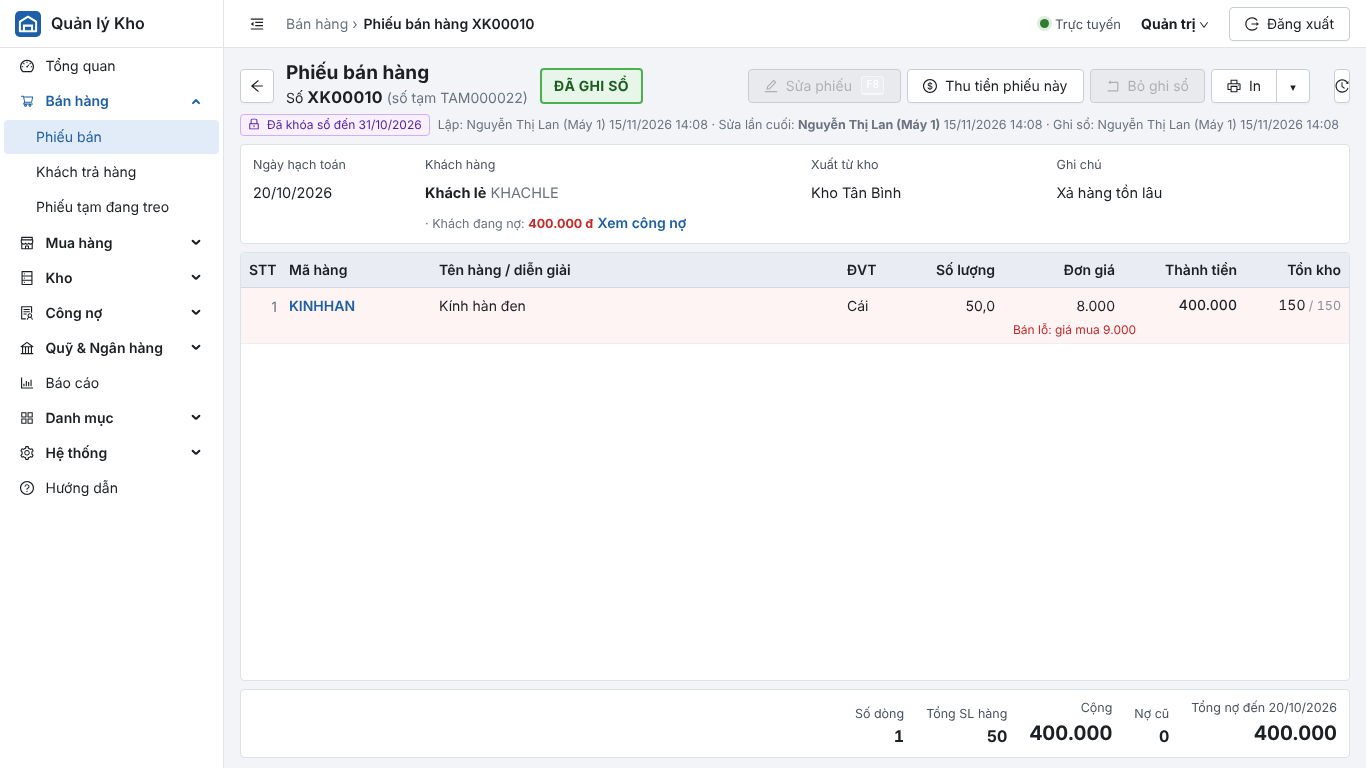 Quản lý Kho
Bán hàng › Phiếu bán hàng XK00010
Trực tuyến
Quản trị
Đăng xuất
Tổng quan
Bán hàng
Phiếu bán
Khách trả hàng
Phiếu tạm đang treo
Mua hàng
Kho
Công nợ
Quỹ & Ngân hàng
Báo cáo
Danh mục
Hệ thống
Hướng dẫn
Phiếu bán hàng
Số XK00010 (số tạm TAM000022)
ĐÃ GHI SỔ
Sửa phiếu F8
Thu tiền phiếu này
Bỏ ghi sổ
In
Đã khóa sổ đến 31/10/2026
Lập: Nguyễn Thị Lan (Máy 1) 15/11/2026 14:08 · Sửa lần cuối: Nguyễn Thị Lan (Máy 1) 15/11/2026 14:08 · Ghi sổ: Nguyễn Thị Lan (Máy 1) 15/11/2026 14:08
Ngày hạch toán Khách hàng Xuất từ kho Ghi chú
20/10/2026 Khách lẻ KHACHLE Kho Tân Bình Xả hàng tồn lâu
· Khách đang nợ: 400.000 đ Xem công nợ
STT Mã hàng Tên hàng / diễn giải ĐVT Số lượng Đơn giá Thành tiền Tồn kho
1 KINHHAN Kính hàn đen Cái 50,0 8.000 400.000 150 / 150
Bán lỗ: giá mua 9.000
Số dòng Tổng SL hàng Cộng Nợ cũ Tổng nợ đến 20/10/2026
1 50 400.000 0 400.000